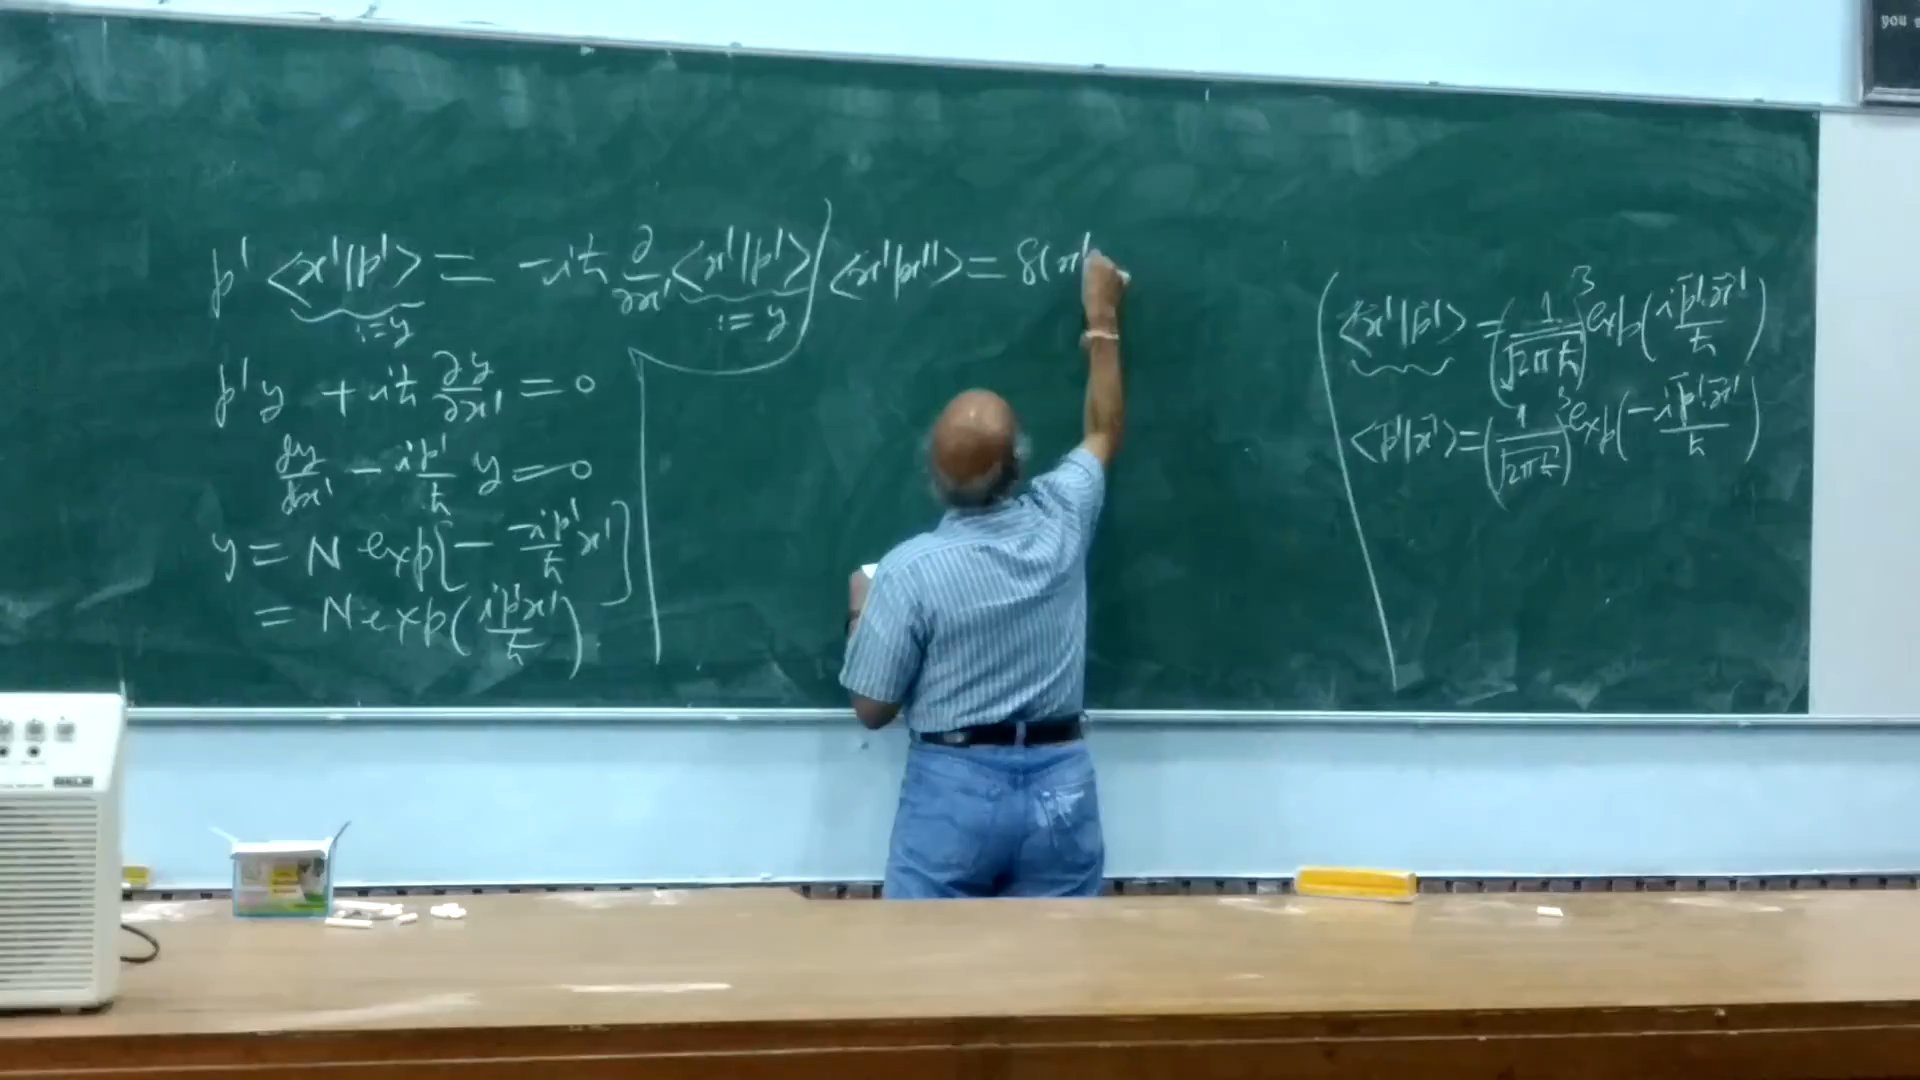 p' <x'|p'> = -iħ ∂/∂x' <x'|p'>
:=y
:=y
p'y + iħ ∂y/∂x' = 0
dy/dx' - ip'/ħ y = 0
y = N exp[- -ip'/ħ x']
= N exp(ip'x'/ħ)
<x'|x''> = δ(x'
<x⃗'|p⃗'> = (1/√2πħ)³ exp(ip⃗'·x⃗'/ħ)
<p⃗'|x⃗'> = (1/√2πħ)³ exp(-ip⃗'·x⃗'/ħ)
you